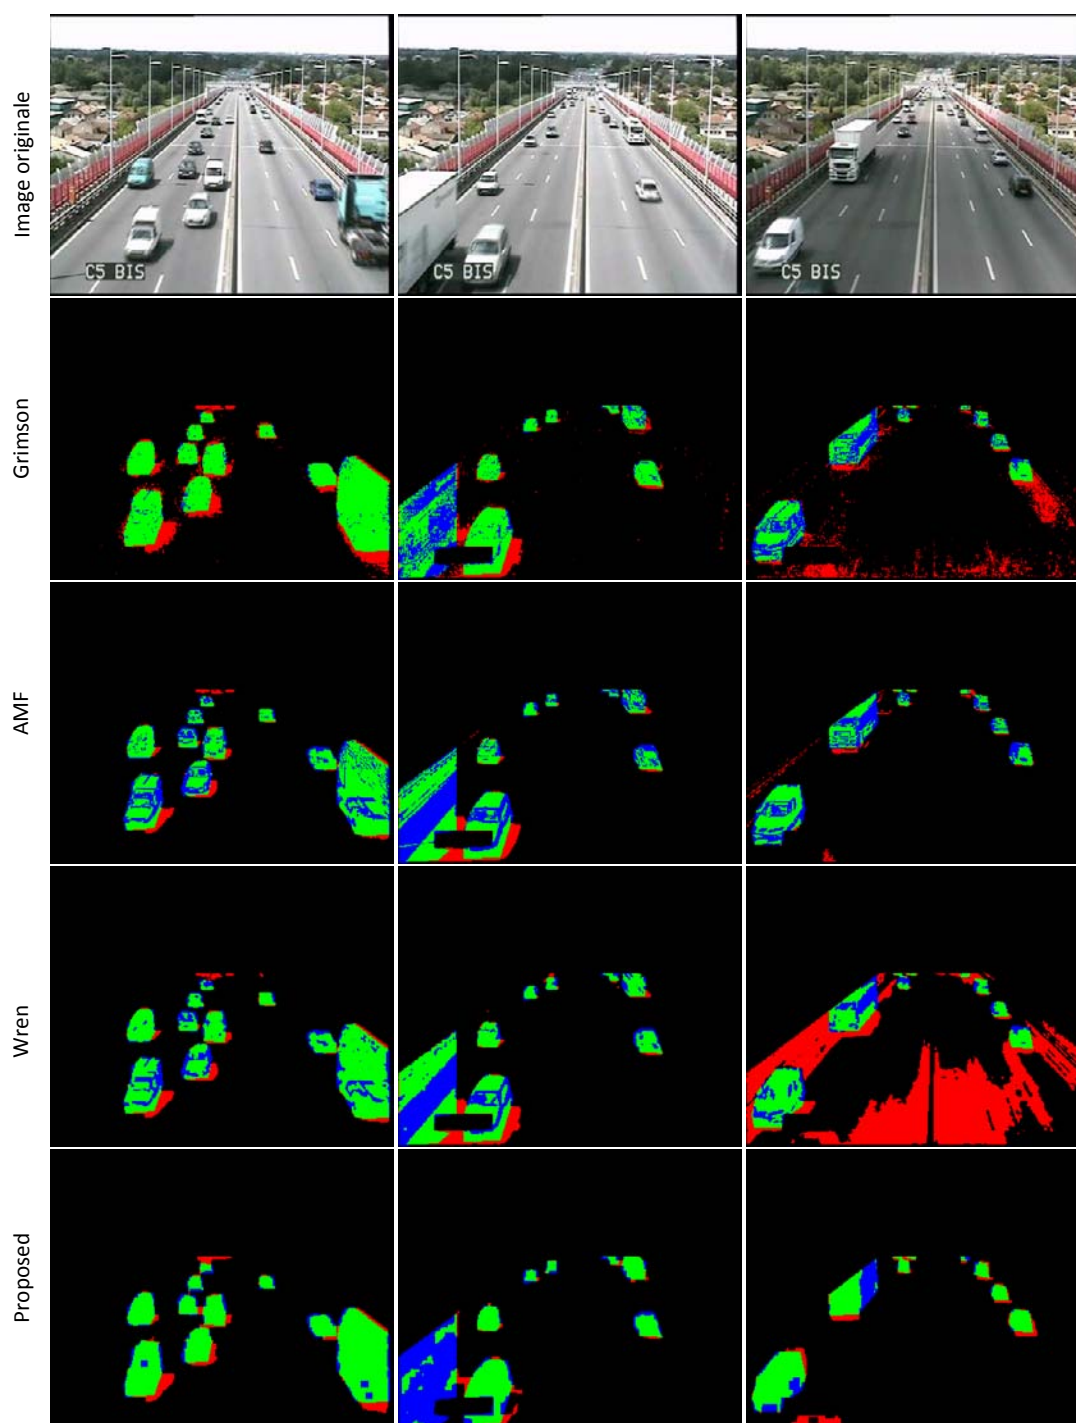 Image originale
C5 BIS
C5 BIS
C5 BIS
Grimson
AMF
Wren
Proposed